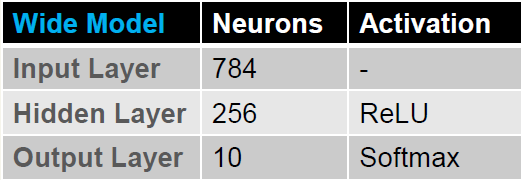 Wide Model Neurons Activation
Input Layer 784 -
Hidden Layer 256 ReLU
Output Layer 10 Softmax